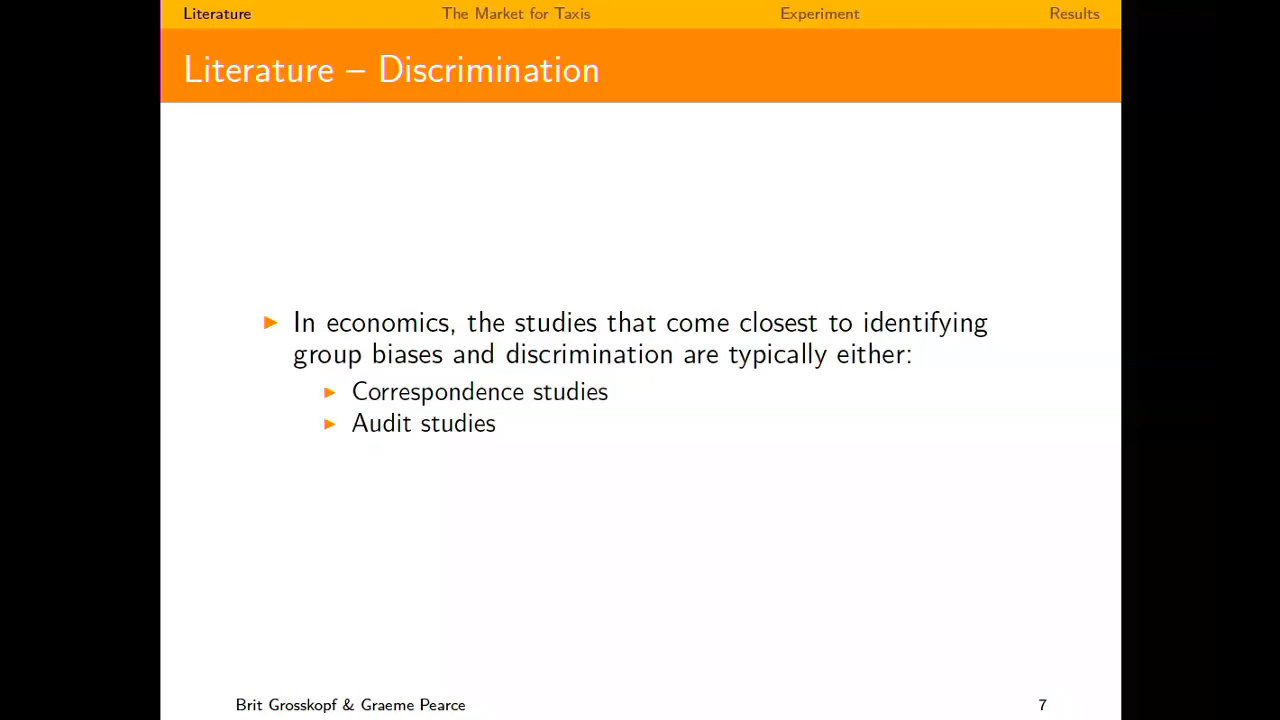 Literature The Market for Taxis Experiment Results
Literature – Discrimination
In economics, the studies that come closest to identifying
group biases and discrimination are typically either:
Correspondence studies
Audit studies
Brit Grosskopf & Graeme Pearce 7